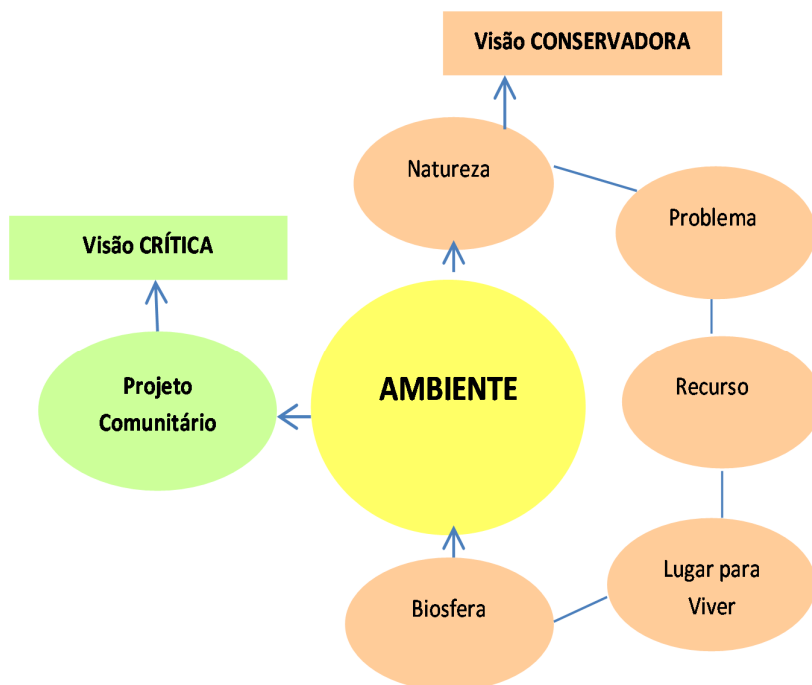 Visão CONSERVADORA
Natureza
Problema
Visão CRÍTICA
Projeto
Comunitário
AMBIENTE
Recurso
Lugar para
Viver
Biosfera